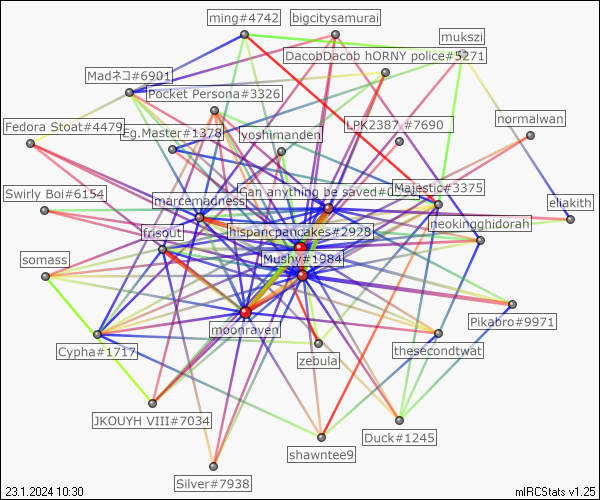 ming#4742
bigcitysamurai
mukszi
DacobDacob hORNY police#5271
Madネコ#6901
Pocket Persona#3326
normalwan
Fedora Stoat#4479
Eg.Master#1378
yoshimanden
LPK2387 #7690
Swirly Boi#6154
marcemadness
Can anything be saved#0
Majestic#3375
eliakith
frisout
hispancpancakes#2928
neokingghidorah
somass
Mushy#1984
moonraven
Pikabro#9971
Cypha#1717
zebula
thesecondtwat
JKOUYH VIII#7034
Duck#1245
shawntee9
Silver#7938
23.1.2024 10:30
mIRCStats v1.25